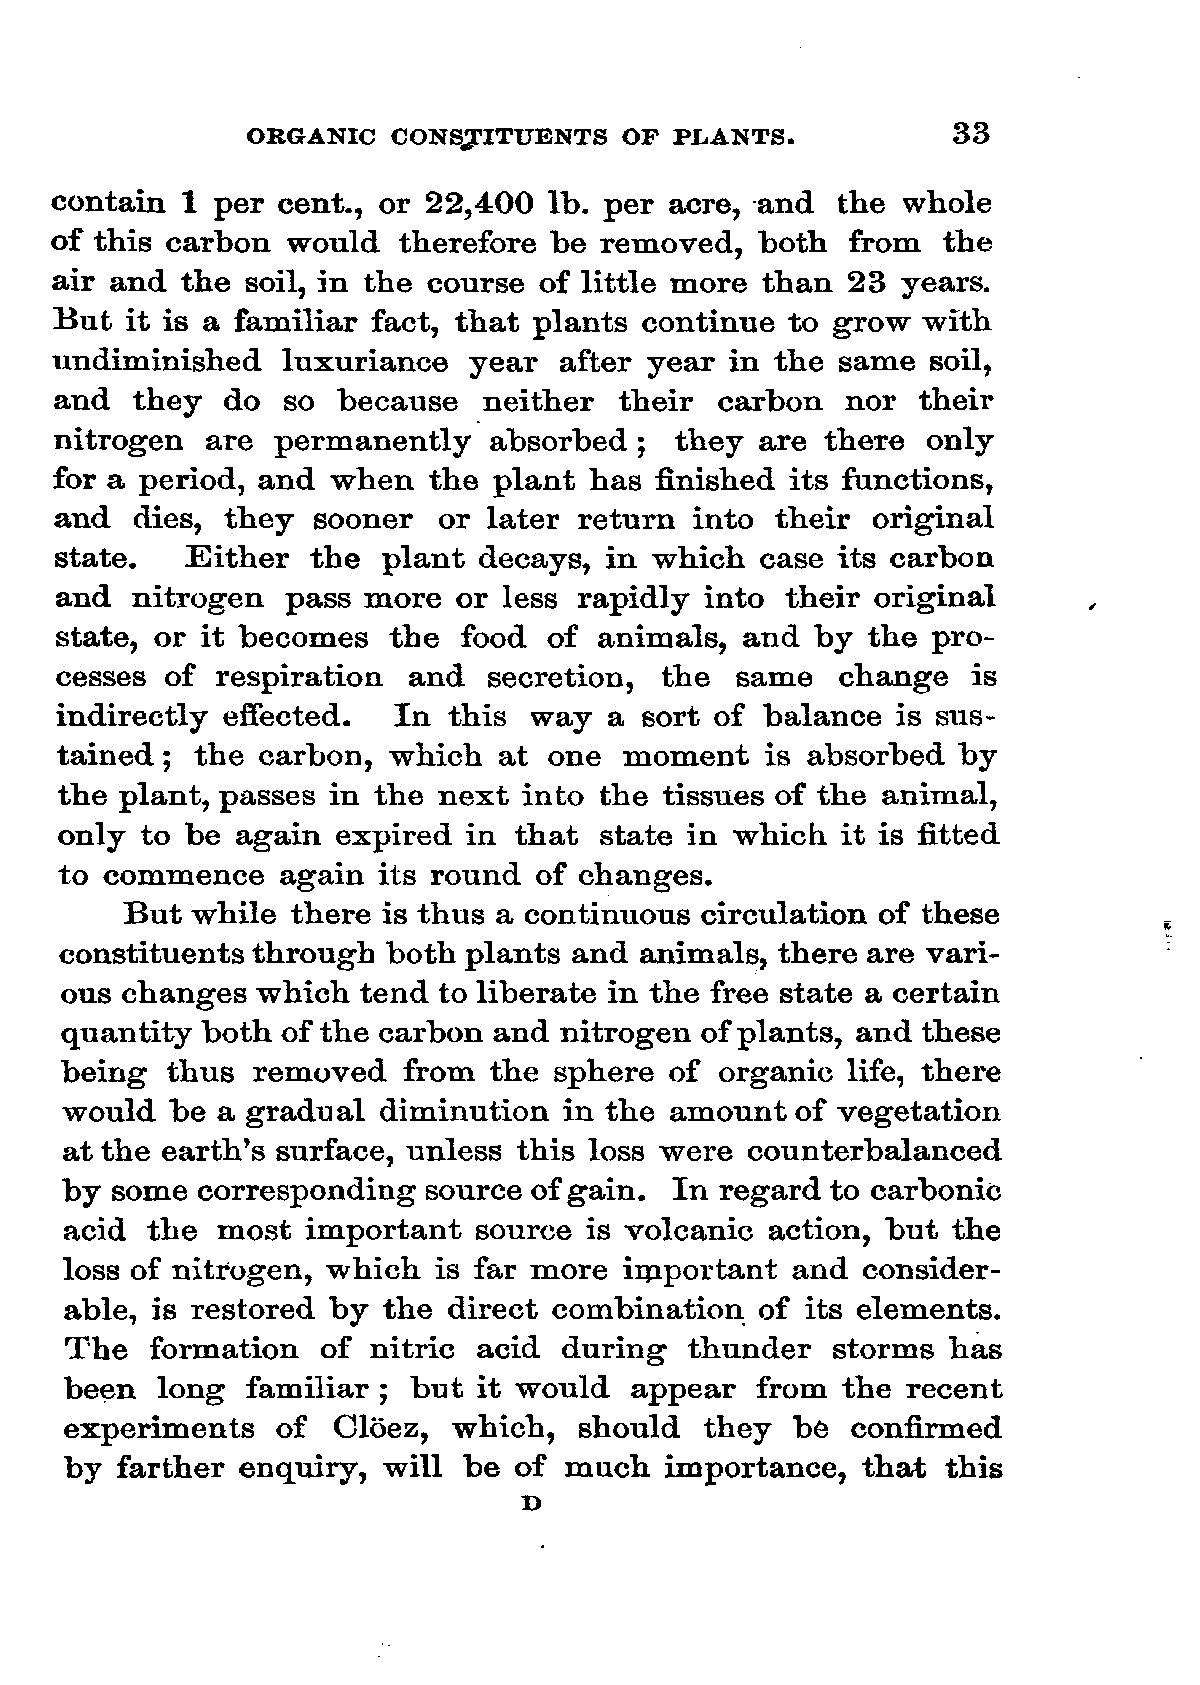 ORGANIC CONSTITUENTS OF PLANTS. 33
contain 1 per cent., or 22,400 lb. per acre, and the whole
of this carbon would therefore be removed, both from the
air and the soil, in the course of little more than 23 years.
But it is a familiar fact, that plants continue to grow with
undiminished luxuriance year after year in the same soil,
and they do so because neither their carbon nor their
nitrogen are permanently absorbed ; they are there only
for a period, and when the plant has finished its functions,
and dies, they sooner or later return into their original
state. Either the plant decays, in which case its carbon
and nitrogen pass more or less rapidly into their original
state, or it becomes the food of animals, and by the pro-
cesses of respiration and secretion, the same change is
indirectly effected. In this way a sort of balance is sus-
tained ; the carbon, which at one moment is absorbed by
the plant, passes in the next into the tissues of the animal,
only to be again expired in that state in which it is fitted
to commence again its round of changes.
But while there is thus a continuous circulation of these
constituents through both plants and animals, there are vari-
ous changes which tend to liberate in the free state a certain
quantity both of the carbon and nitrogen of plants, and these
being thus removed from the sphere of organic life, there
would be a gradual diminution in the amount of vegetation
at the earth's surface, unless this loss were counterbalanced
by some corresponding source of gain. In regard to carbonic
acid the most important source is volcanic action, but the
loss of nitrogen, which is far more important and consider-
able, is restored by the direct combination of its elements.
The formation of nitric acid during thunder storms has
been long familiar ; but it would appear from the recent
experiments of Clöez, which, should they be confirmed
by farther enquiry, will be of much importance, that this
D